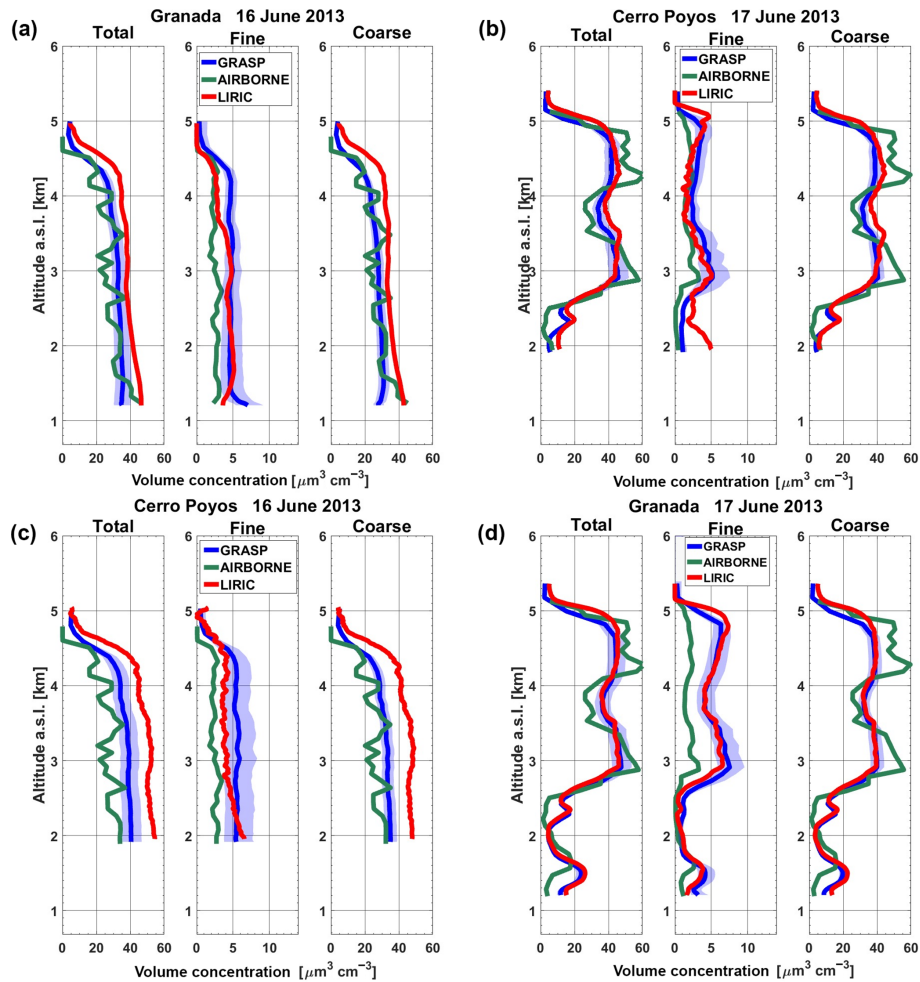 Granada 16 June 2013
(a)
Total
Fine
Coarse
GRASP
AIRBORNE
LIRIC
Altitude a.s.l. [km]
6
5
4
3
2
1
0 20 40 60
0 5 10
0 20 40 60
Volume concentration [μm³ cm⁻³]
Cerro Poyos 17 June 2013
(b)
Total
Fine
Coarse
GRASP
AIRBORNE
LIRIC
Altitude a.s.l. [km]
6
5
4
3
2
1
0 20 40 60
0 5 10
0 20 40 60
Volume concentration [μm³ cm⁻³]
Cerro Poyos 16 June 2013
(c)
Total
Fine
Coarse
GRASP
AIRBORNE
LIRIC
Altitude a.s.l. [km]
6
5
4
3
2
1
0 20 40 60
0 5 10
0 20 40 60
Volume concentration [μm³ cm⁻³]
Granada 17 June 2013
(d)
Total
Fine
Coarse
GRASP
AIRBORNE
LIRIC
Altitude a.s.l. [km]
6
5
4
3
2
1
0 20 40 60
0 5 10
0 20 40 60
Volume concentration [μm³ cm⁻³]